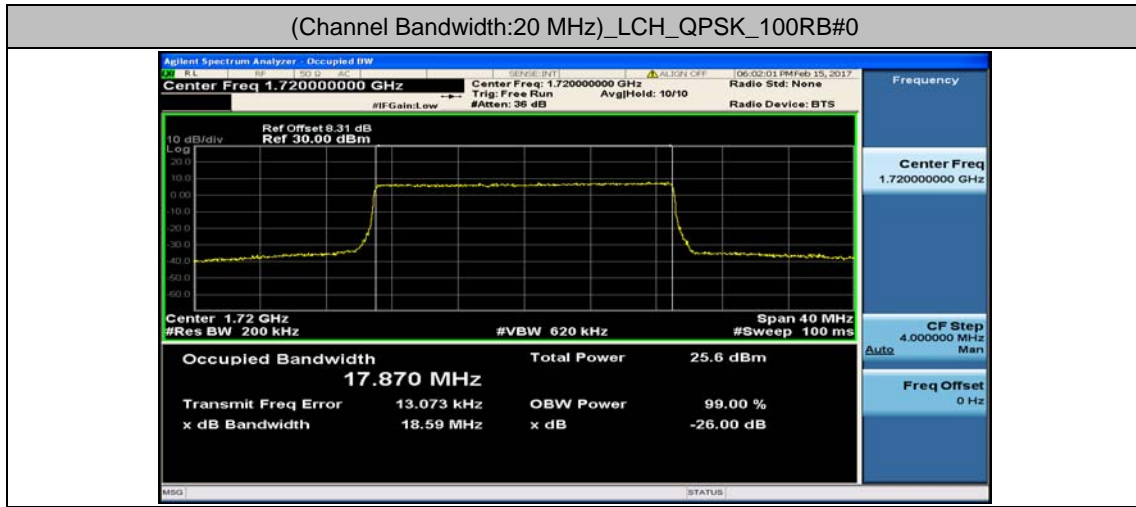 (Channel Bandwidth:20 MHz)_LCH_QPSK_100RB#0
Agilent Spectrum Analyzer - Occupied BW
RL RF 50 Ω AC SENSE:INT ALIGN OFF 06:02:01 PM Feb 15, 2017
Center Freq 1.720000000 GHz
Center Freq: 1.720000000 GHz
Radio Std: None
Trig: Free Run Avg|Hold: 10/10
#IFGain:Low #Atten: 36 dB Radio Device: BTS
Frequency
Ref Offset 8.31 dB
10 dB/div Ref 30.00 dBm
Log
20.0
10.0
0.00
-10.0
-20.0
-30.0
-40.0
-50.0
-60.0
Center 1.72 GHz Span 40 MHz
#Res BW 200 kHz #VBW 620 kHz #Sweep 100 ms
Occupied Bandwidth Total Power 25.6 dBm
17.870 MHz
Transmit Freq Error 13.073 kHz OBW Power 99.00 %
x dB Bandwidth 18.59 MHz x dB -26.00 dB
Center Freq
1.720000000 GHz
CF Step
4.000000 MHz
Auto Man
Freq Offset
0 Hz
MSG STATUS